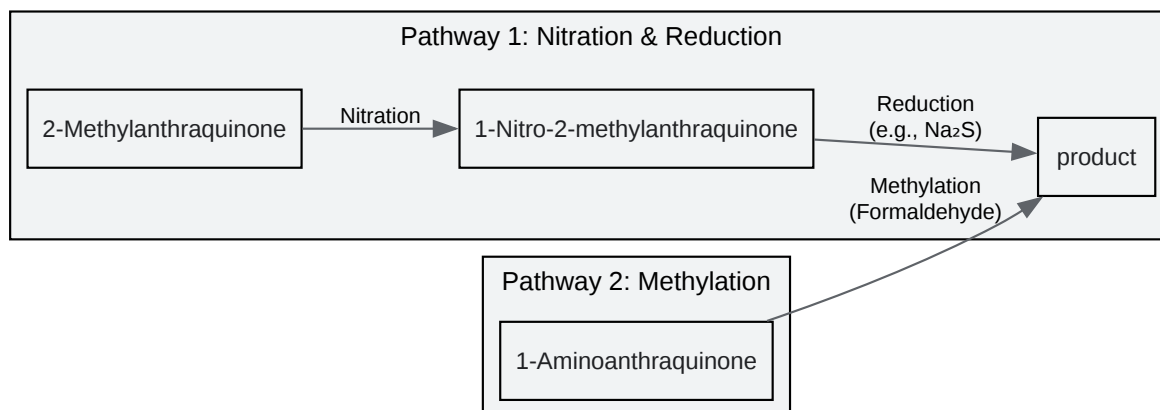 Pathway 1: Nitration & Reduction
2-Methylanthraquinone
Nitration
1-Nitro-2-methylanthraquinone
Reduction
(e.g., Na₂S)
product
Methylation
(Formaldehyde)
Pathway 2: Methylation
1-Aminoanthraquinone